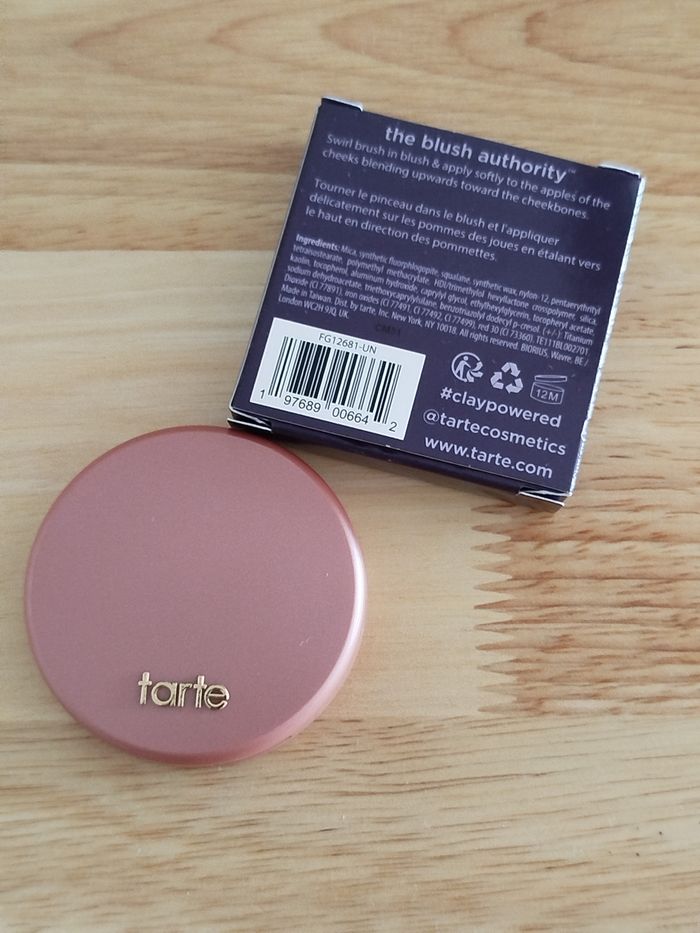 the blush authority™
Swirl brush in blush & apply softly to the apples of the
cheeks blending upwards toward the cheekbones.
Tourner le pinceau dans le blush et l'appliquer
délicatement sur les pommes des joues en étalant vers
le haut en direction des pommettes.
Ingredients: Mica, synthetic fluorphlogopite, squalane, synthetic wax, nylon-12, pentaerythrityl
tetraisostearate, polymethyl methacrylate, HDI/trimethylol hexyllactone crosspolymer, silica,
kaolin, tocopherol, aluminum hydroxide, caprylyl glycol, ethylhexylglycerin, tocopheryl acetate,
sodium dehydroacetate, triethoxycaprylylsilane, benzotriazolyl dodecyl p-cresol. (+/-): Titanium
Dioxide (CI 77891), iron oxides (CI 77491, CI 77492, CI 77499), red 30 (CI 73360). TE111BL002701.
Made in Taiwan. Dist. by tarte, Inc. New York, NY 10018. All rights reserved. BIORIUS, Wavre, BE /
London WC2H 9JQ, UK.
CM31
FG12681-UN
1 97689 00664 2
12 M
#claypowered
@tartecosmetics
www.tarte.com
tarte